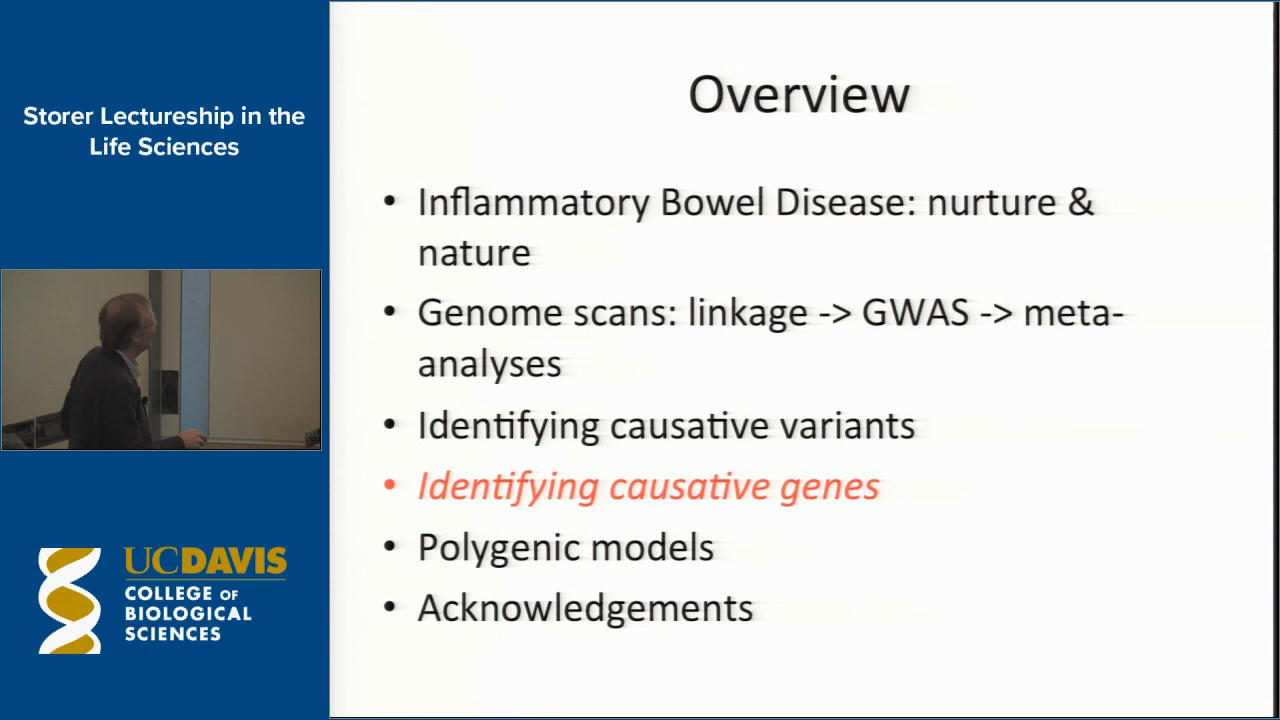 Storer Lectureship in the
Life Sciences
UCDAVIS
COLLEGE OF
BIOLOGICAL
SCIENCES
Overview
• Inflammatory Bowel Disease: nurture &
nature
• Genome scans: linkage -> GWAS -> meta-
analyses
• Identifying causative variants
• Identifying causative genes
• Polygenic models
• Acknowledgements